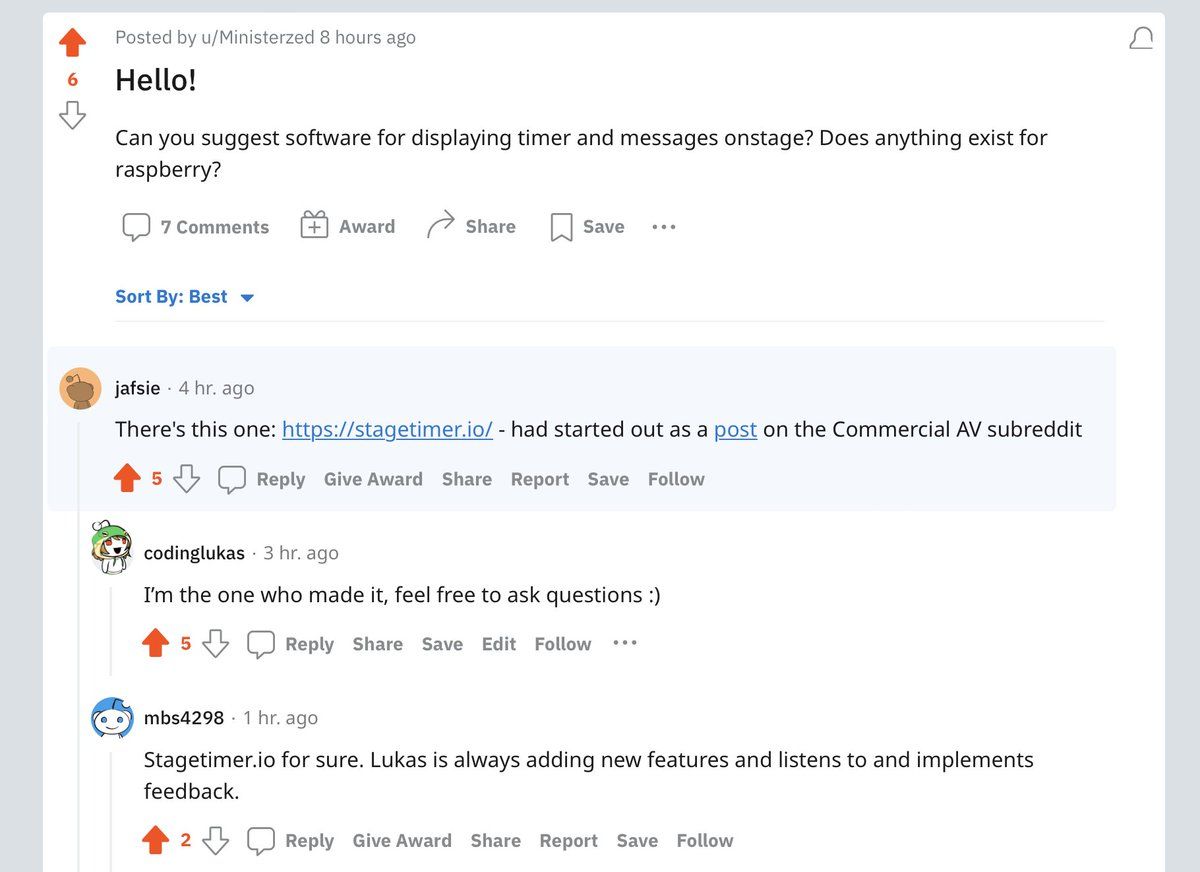 Posted by u/Ministerzed 8 hours ago
6
Hello!
Can you suggest software for displaying timer and messages onstage? Does anything exist for
raspberry?
7 Comments Award Share Save ...
Sort By: Best
jafsie · 4 hr. ago
There's this one: https://stagetimer.io/ - had started out as a post on the Commercial AV subreddit
5 Reply Give Award Share Report Save Follow
codinglukas · 3 hr. ago
I’m the one who made it, feel free to ask questions :)
5 Reply Share Save Edit Follow ...
mbs4298 · 1 hr. ago
Stagetimer.io for sure. Lukas is always adding new features and listens to and implements
feedback.
2 Reply Give Award Share Report Save Follow